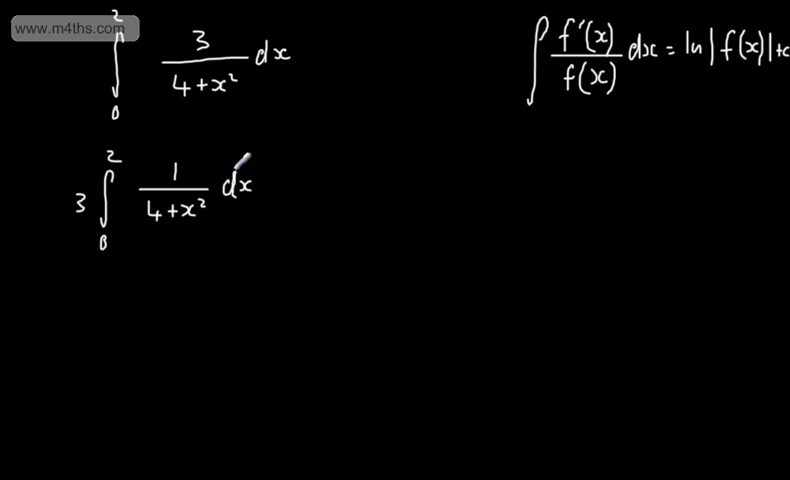 www.m4ths.com
∫₀² 3/(4+x²) dx
∫ f'(x)/f(x) dx = ln|f(x)|+c
3 ∫₀² 1/(4+x²) dx